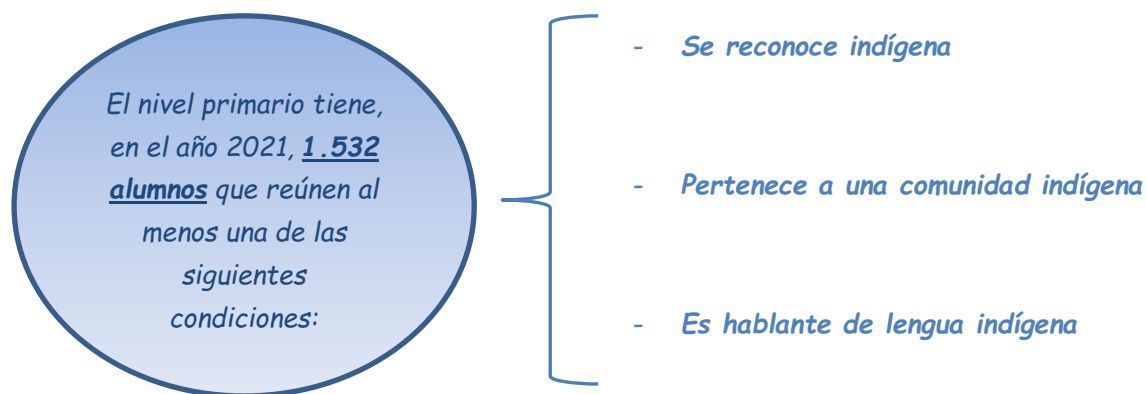 El nivel primario tiene,
en el año 2021, 1.532
alumnos que reúnen al
menos una de las
siguientes
condiciones:
- Se reconoce indígena
- Pertenece a una comunidad indígena
- Es hablante de lengua indígena